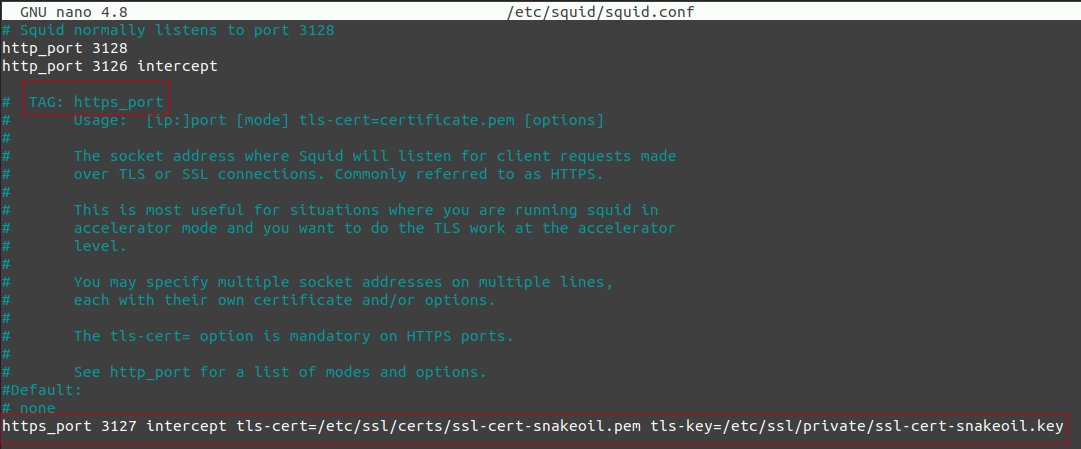 GNU nano 4.8 /etc/squid/squid.conf
# Squid normally listens to port 3128
http_port 3128
http_port 3126 intercept
# TAG: https_port
# Usage: [ip:]port [mode] tls-cert=certificate.pem [options]
#
# The socket address where Squid will listen for client requests made
# over TLS or SSL connections. Commonly referred to as HTTPS.
#
# This is most useful for situations where you are running squid in
# accelerator mode and you want to do the TLS work at the accelerator
# level.
#
# You may specify multiple socket addresses on multiple lines,
# each with their own certificate and/or options.
#
# The tls-cert= option is mandatory on HTTPS ports.
#
# See http_port for a list of modes and options.
#Default:
# none
https_port 3127 intercept tls-cert=/etc/ssl/certs/ssl-cert-snakeoil.pem tls-key=/etc/ssl/private/ssl-cert-snakeoil.key